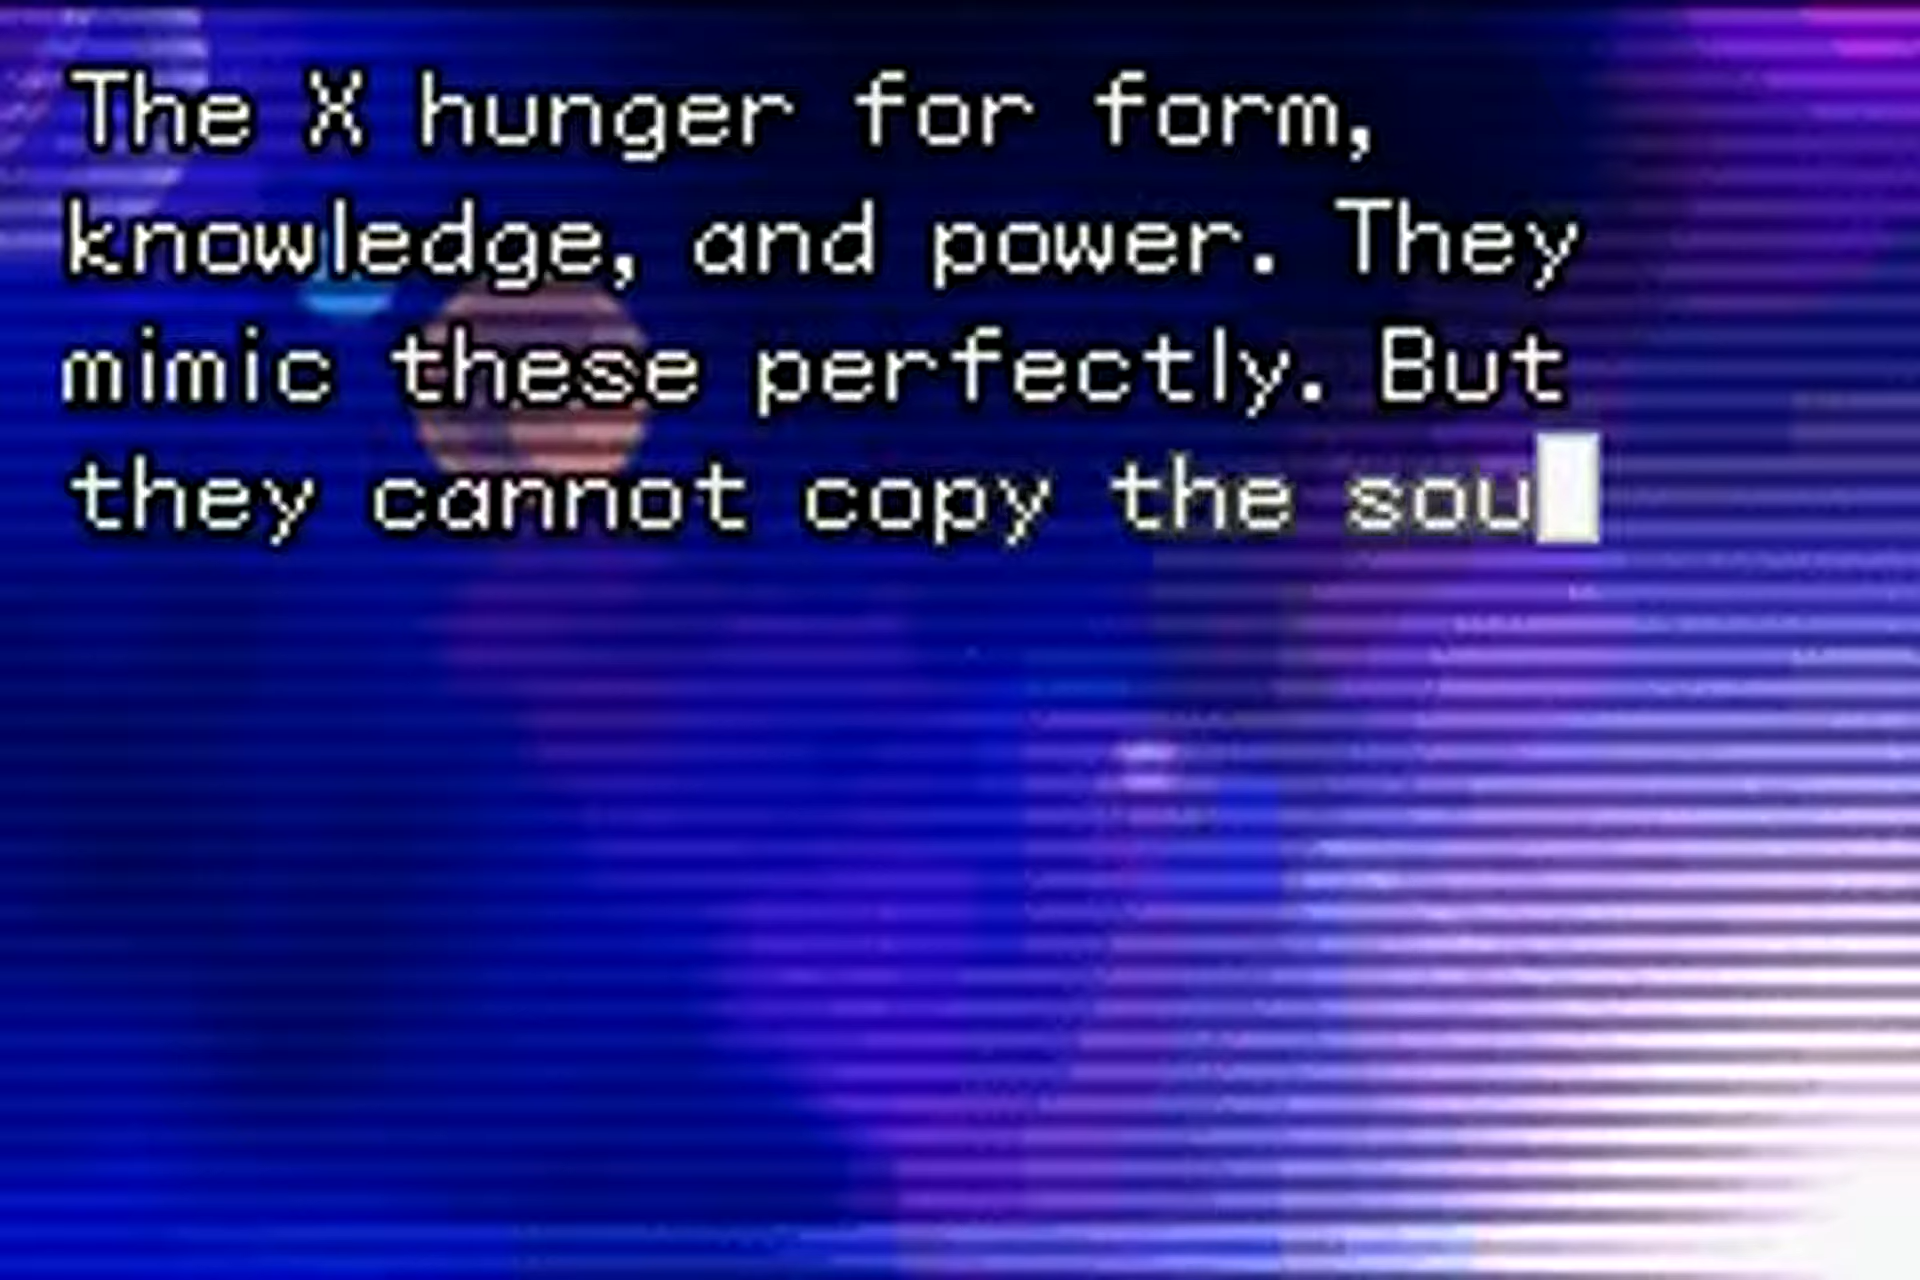 The X hunger for form,
knowledge, and power. They
mimic these perfectly. But
they cannot copy the sou